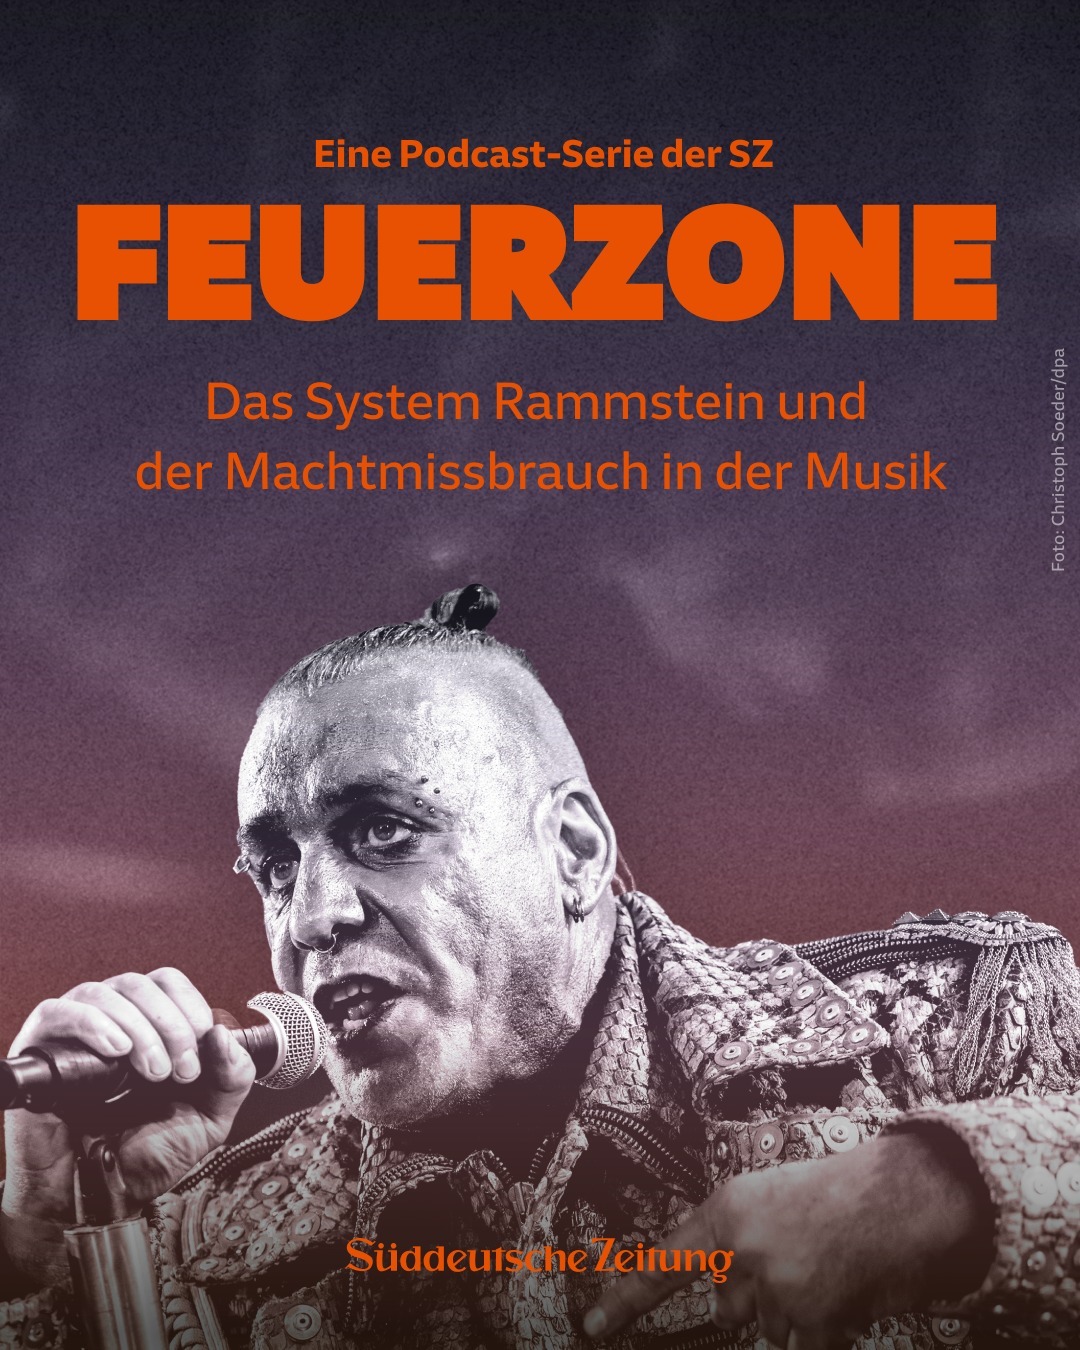 Eine Podcast-Serie der SZ
FEUERZONE
Das System Rammstein und
der Machtmissbrauch in der Musik
Foto: Christoph Soeder/dpa
Süddeutsche Zeitung